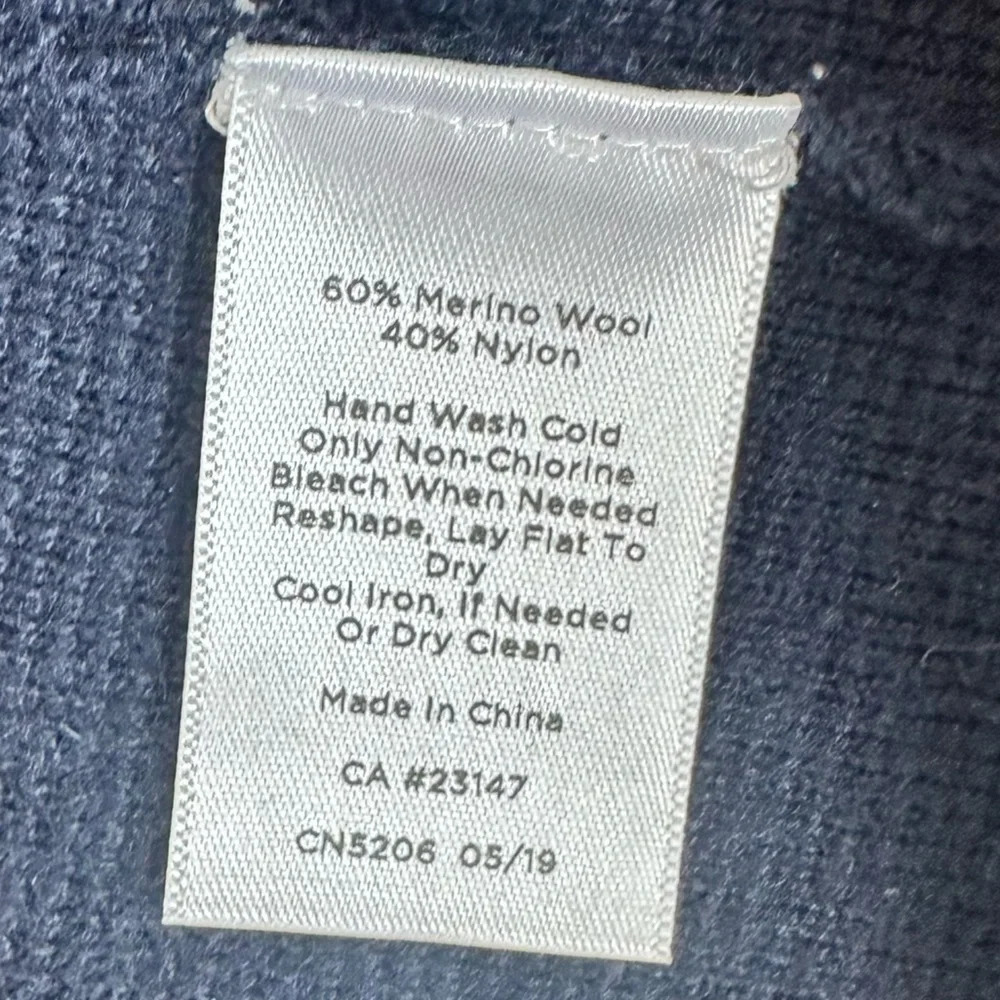 60% Merino Wool
40% Nylon
Hand Wash Cold
Only Non-Chlorine
Bleach When Needed
Reshape, Lay Flat To
Dry
Cool Iron, If Needed
Or Dry Clean
Made In China
CA #23147
CN5206 05/19